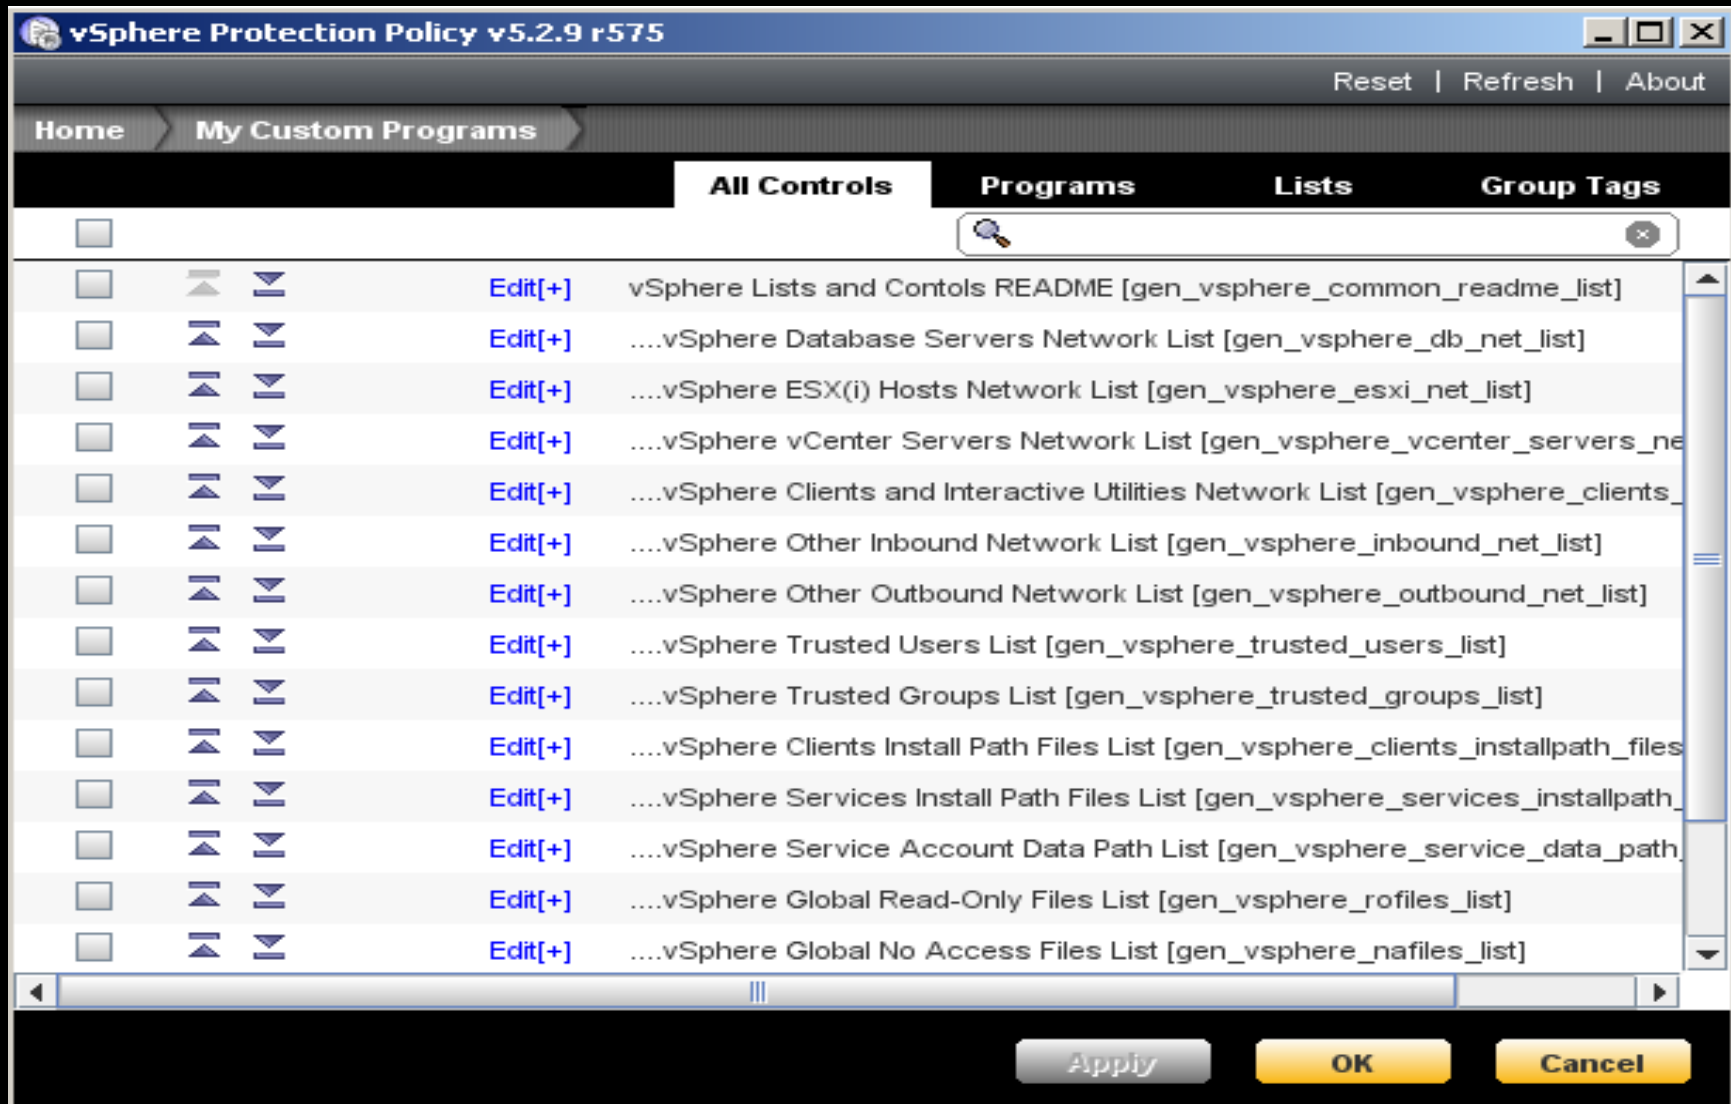 vSphere Protection Policy v5.2.9 r575
Reset | Refresh | About
Home My Custom Programs
All Controls Programs Lists Group Tags
Edit[+] vSphere Lists and Contols README [gen_vsphere_common_readme_list]
Edit[+] ....vSphere Database Servers Network List [gen_vsphere_db_net_list]
Edit[+] ....vSphere ESX(i) Hosts Network List [gen_vsphere_esxi_net_list]
Edit[+] ....vSphere vCenter Servers Network List [gen_vsphere_vcenter_servers_ne
Edit[+] ....vSphere Clients and Interactive Utilities Network List [gen_vsphere_clients_
Edit[+] ....vSphere Other Inbound Network List [gen_vsphere_inbound_net_list]
Edit[+] ....vSphere Other Outbound Network List [gen_vsphere_outbound_net_list]
Edit[+] ....vSphere Trusted Users List [gen_vsphere_trusted_users_list]
Edit[+] ....vSphere Trusted Groups List [gen_vsphere_trusted_groups_list]
Edit[+] ....vSphere Clients Install Path Files List [gen_vsphere_clients_installpath_files
Edit[+] ....vSphere Services Install Path Files List [gen_vsphere_services_installpath_
Edit[+] ....vSphere Service Account Data Path List [gen_vsphere_service_data_path_
Edit[+] ....vSphere Global Read-Only Files List [gen_vsphere_rofiles_list]
Edit[+] ....vSphere Global No Access Files List [gen_vsphere_nafiles_list]
Apply OK Cancel